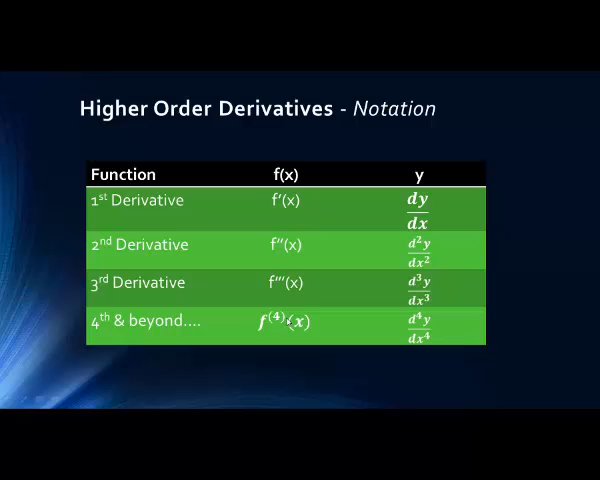 Higher Order Derivatives - Notation
Function f(x) y
1st Derivative f'(x) dy/dx
2nd Derivative f''(x) d²y/dx²
3rd Derivative f'''(x) d³y/dx³
4th & beyond.... f⁽⁴⁾(x) d⁴y/dx⁴